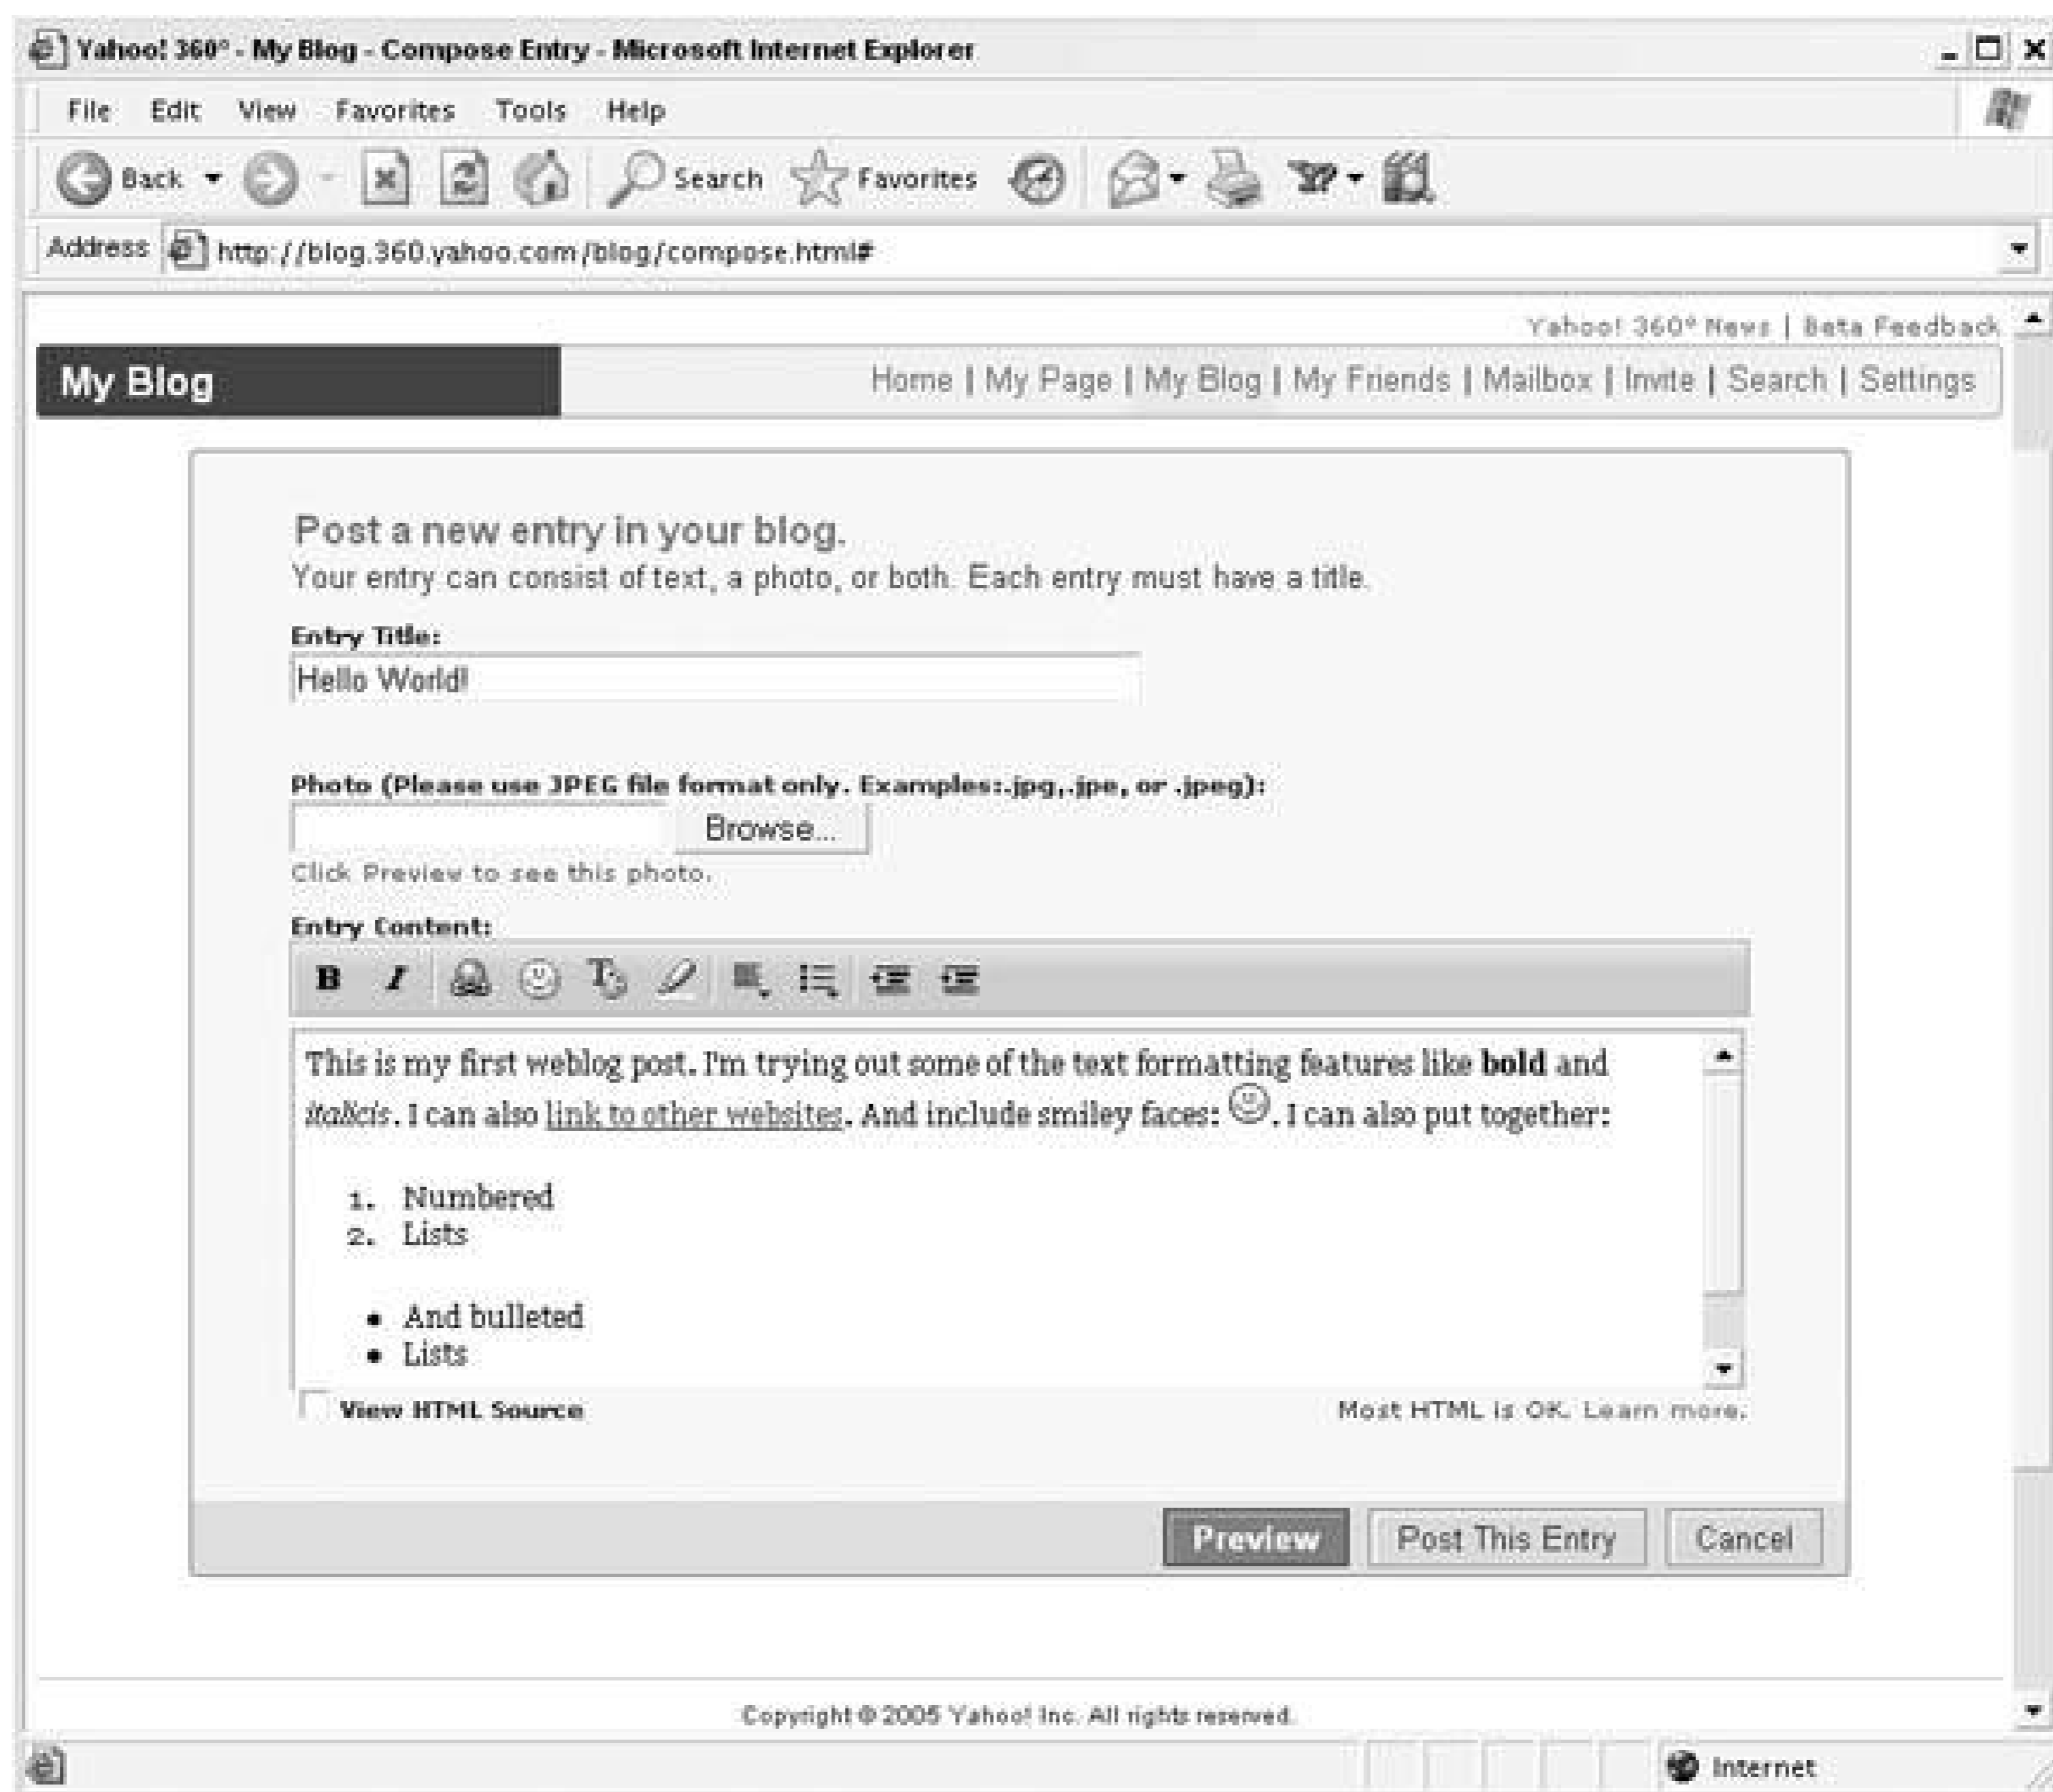 Yahoo! 360° - My Blog - Compose Entry - Microsoft Internet Explorer
File Edit View Favorites Tools Help
Back Search Favorites
Address http://blog.360.yahoo.com/blog/compose.html#
Yahoo! 360° News | Beta Feedback
My Blog Home | My Page | My Blog | My Friends | Mailbox | Invite | Search | Settings
Post a new entry in your blog.
Your entry can consist of text, a photo, or both. Each entry must have a title.
Entry Title:
Hello World!
Photo (Please use JPEG file format only. Examples:.jpg,.jpe, or .jpeg):
Browse...
Click Preview to see this photo.
Entry Content:
B I
This is my first weblog post. I'm trying out some of the text formatting features like bold and
italicis. I can also link to other websites. And include smiley faces: . I can also put together:
1. Numbered
2. Lists
• And bulleted
• Lists
View HTML Source Most HTML is OK. Learn more.
Preview Post This Entry Cancel
Copyright © 2005 Yahoo! Inc. All rights reserved.
Internet